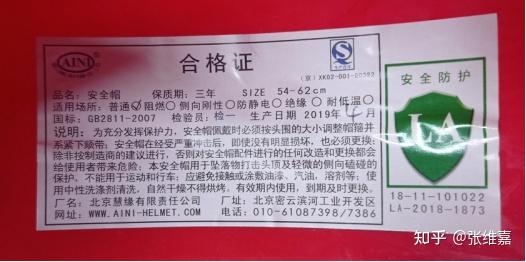 AINI
合格证
QS
(京) XK02-001-00382
品名:安全帽 保质期:三年 SIZE 54-62cm
适用场所:普通○阻燃○侧向刚性○防静电○绝缘○耐低温○
国标:GB2811-2007 检验员:检一 生产日期 2019年4月
说明:为充分发挥保护力,安全帽佩戴时必须按头围的大小调整帽箍并
系紧下颏带;安全帽在经受严重冲击后,即使没有明显损坏,也必须更换;
除非按制造商的建议进行,否则对安全帽配件进行的任何改造和更换都会
给使用者带来危险;本安全帽用于坠落物打击头顶及轻微的侧向磕碰的
保护。不能用于运动和行车;应避免接触或涂敷油漆、汽油、溶剂等;使
用中性洗涤剂清洗,自然干燥不得烘烤。有效期内使用,到期及时更换。
厂名:北京慧缘有限责任公司 厂址:北京密云滨河工业开发区
网址:WWW.AINI-HELMET.COM 电话:010-61087398/7386
安全防护
LA
18-11-101022
LA-2018-1873
知乎 @张维嘉